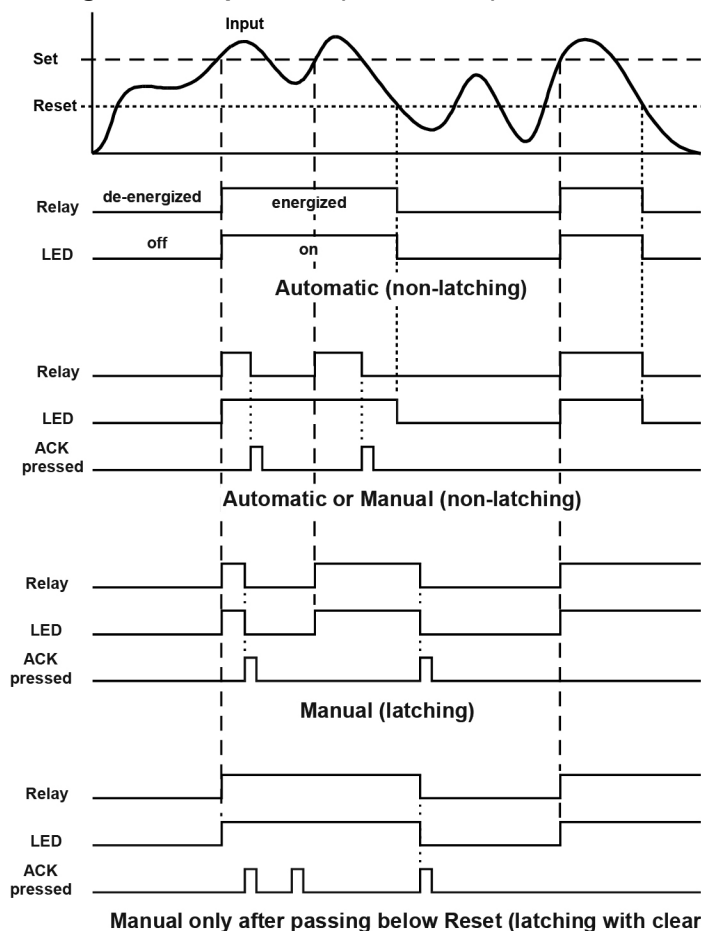 Input
Set
Reset
de-energized
energized
Relay
off
on
LED
Automatic (non-latching)
Relay
LED
ACK
pressed
Automatic or Manual (non-latching)
Relay
LED
ACK
pressed
Manual (latching)
Relay
LED
ACK
pressed
Manual only after passing below Reset (latching with clear